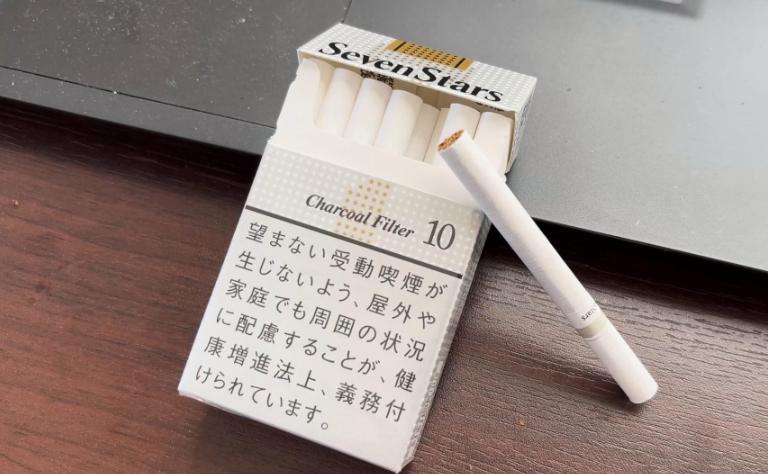 Seven Stars
Charcoal Filter 10
望まない受動喫煙が
生じないよう、屋外や
家庭でも周囲の状況
に配慮することが、健
康増進法上、義務付
けられています。